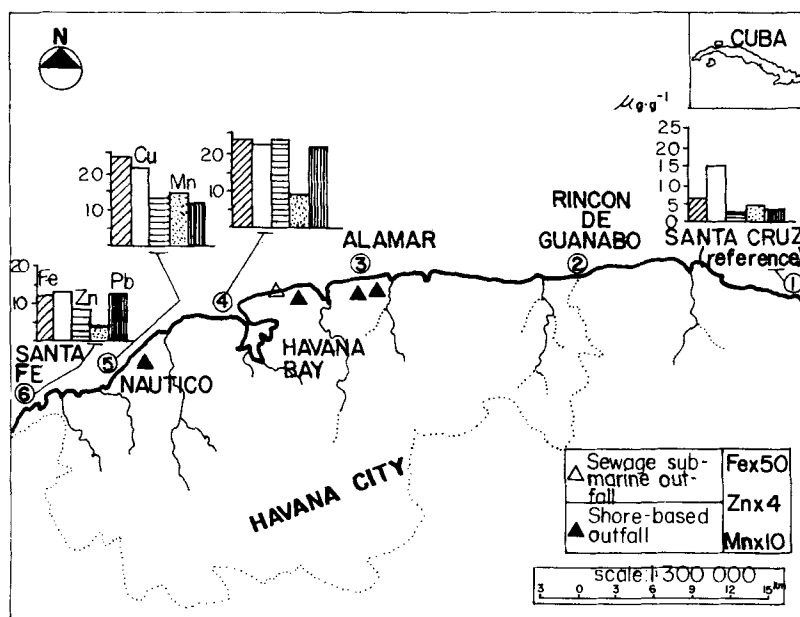 N
CUBA
μg·g⁻¹
25
20
15
10
5
0
20
10
Cu
Mn
20
10
RINCON
DE
GUANABO
②
ALAMAR
③
SANTA CRUZ
(reference)
①
20
10
Fe
Zn
Pb
④
⑤
SANTA
FE
⑥
NAUTICO
HAVANA
BAY
HAVANA CITY
△ Sewage sub-
marine out-
fall
▲ Shore-based
outfall
Fex50
Znx4
Mnx10
scale:1:300 000
3 0 3 6 9 12 15 km